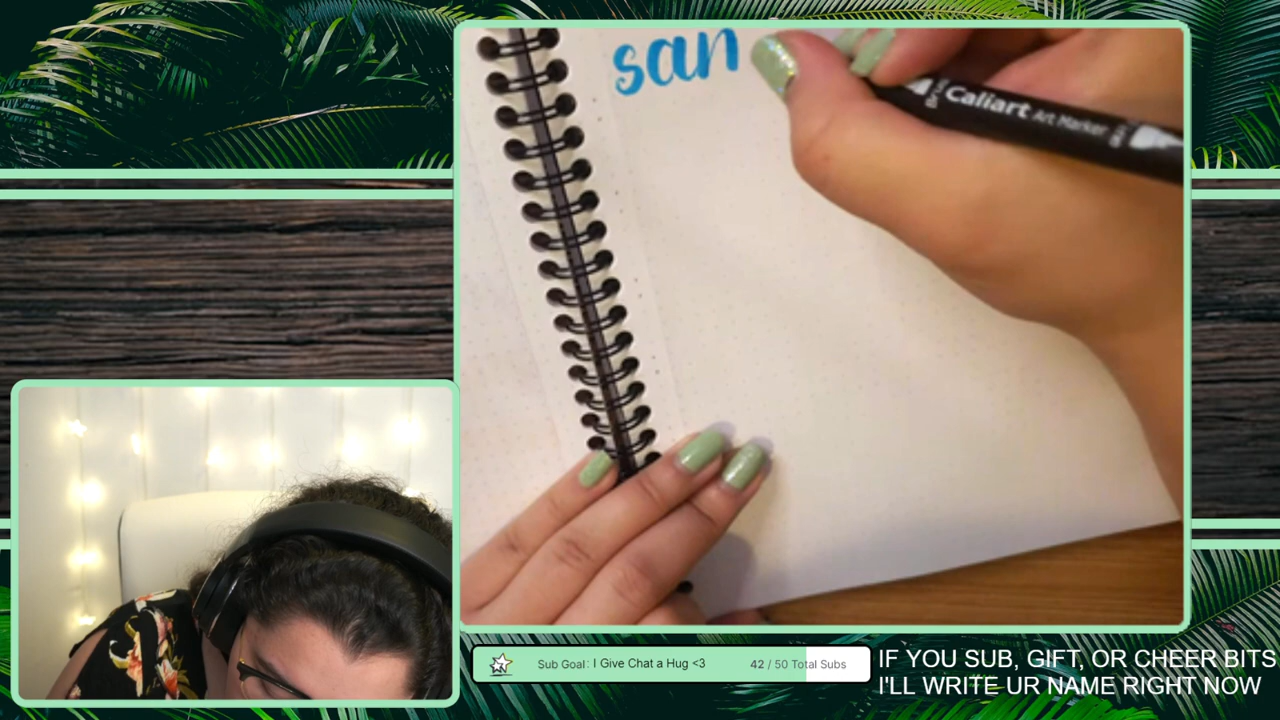 san
Caliart Art Marker
Sub Goal: I Give Chat a Hug <3 42 / 50 Total Subs
IF YOU SUB, GIFT, OR CHEER BITS
I'LL WRITE UR NAME RIGHT NOW